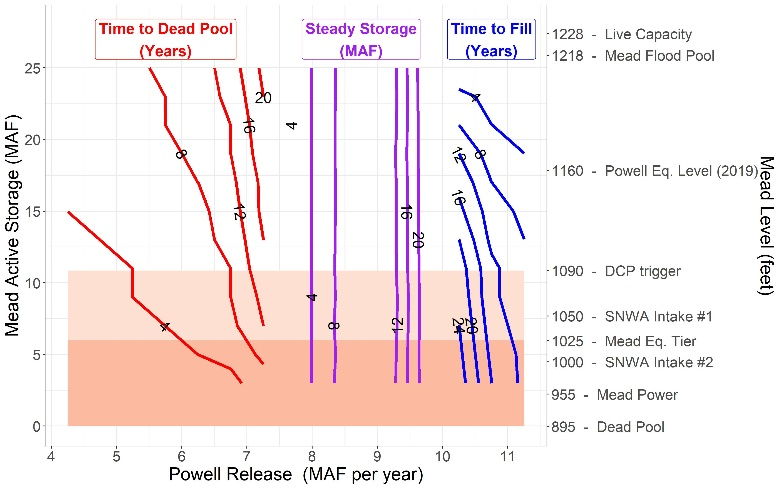 Time to Dead Pool
(Years)
Steady Storage
(MAF)
Time to Fill
(Years)
1228 - Live Capacity
1218 - Mead Flood Pool
1160 - Powell Eq. Level (2019)
1090 - DCP trigger
1050 - SNWA Intake #1
1025 - Mead Eq. Tier
1000 - SNWA Intake #2
955 - Mead Power
895 - Dead Pool
Mead Level (feet)
Mead Active Storage (MAF)
25
20
15
10
5
0
20
16
8
12
4
4
4
8
16
20
12
4
8
12
16
20
24
4 5 6 7 8 9 10 11
Powell Release (MAF per year)